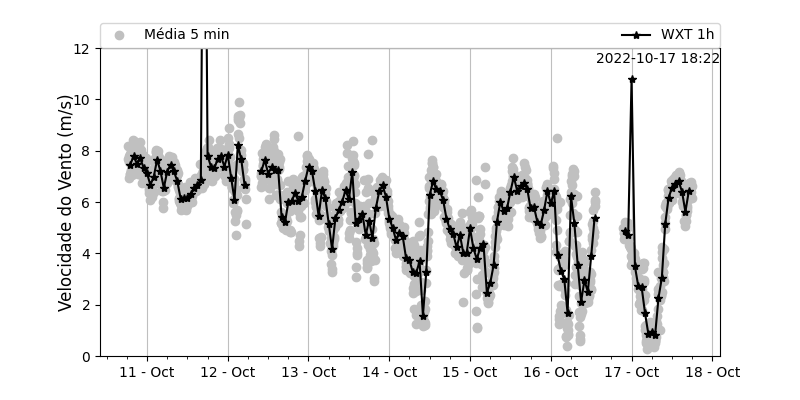 Média 5 min
WXT 1h
2022-10-17 18:22
Velocidade do Vento (m/s)
12
10
8
6
4
2
0
11 - Oct
12 - Oct
13 - Oct
14 - Oct
15 - Oct
16 - Oct
17 - Oct
18 - Oct